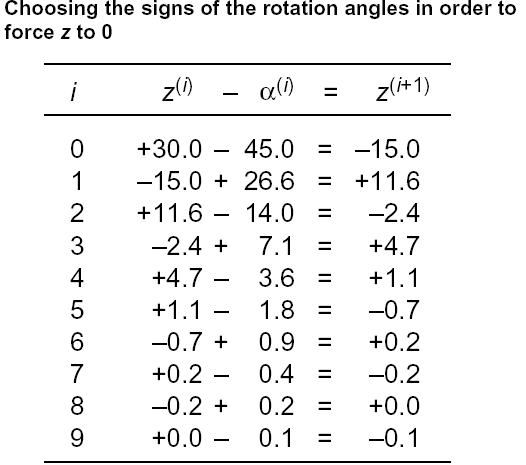 Choosing the signs of the rotation angles in order to
force z to 0
i z(i) – α(i) = z(i+1)
0 +30.0 – 45.0 = –15.0
1 –15.0 + 26.6 = +11.6
2 +11.6 – 14.0 = –2.4
3 –2.4 + 7.1 = +4.7
4 +4.7 – 3.6 = +1.1
5 +1.1 – 1.8 = –0.7
6 –0.7 + 0.9 = +0.2
7 +0.2 – 0.4 = –0.2
8 –0.2 + 0.2 = +0.0
9 +0.0 – 0.1 = –0.1